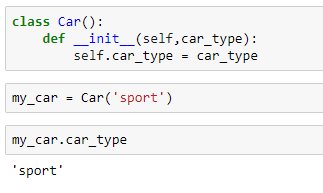 class Car():
    def __init__(self,car_type):
        self.car_type = car_type
my_car = Car('sport')
my_car.car_type
'sport'